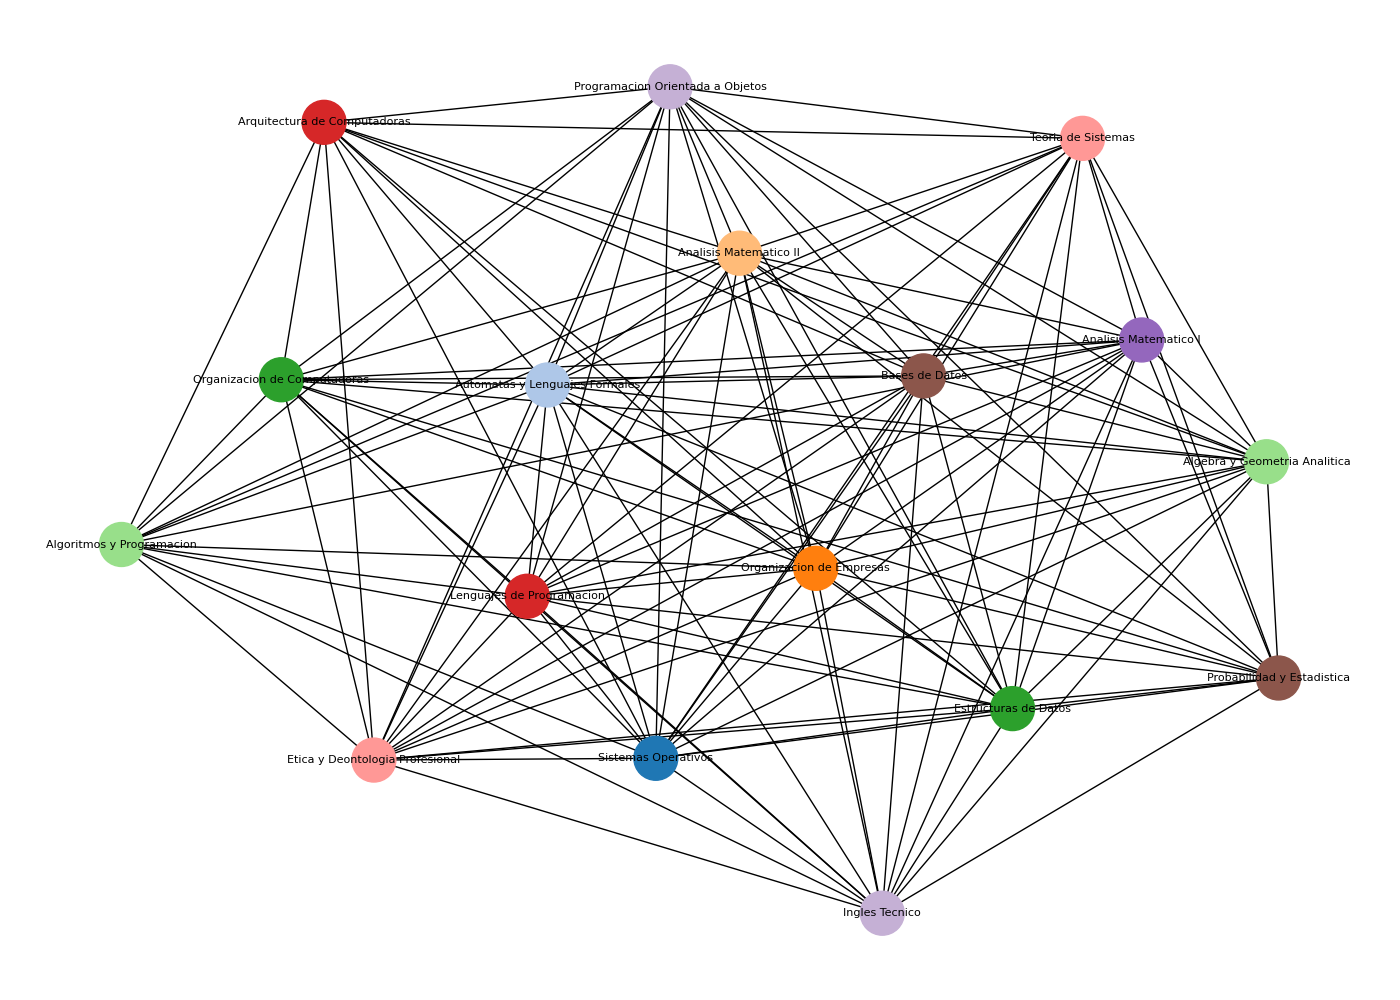 Programacion Orientada a Objetos
Arquitectura de Computadoras
Teoria de Sistemas
Analisis Matematico II
Analisis Matematico I
Bases de Datos
Organizacion de Computadoras
Automatas y Lenguajes Formales
Algebra y Geometria Analitica
Algoritmos y Programacion
Organizacion de Empresas
Lenguajes de Programacion
Probabilidad y Estadistica
Estructuras de Datos
Sistemas Operativos
Etica y Deontologia Profesional
Ingles Tecnico